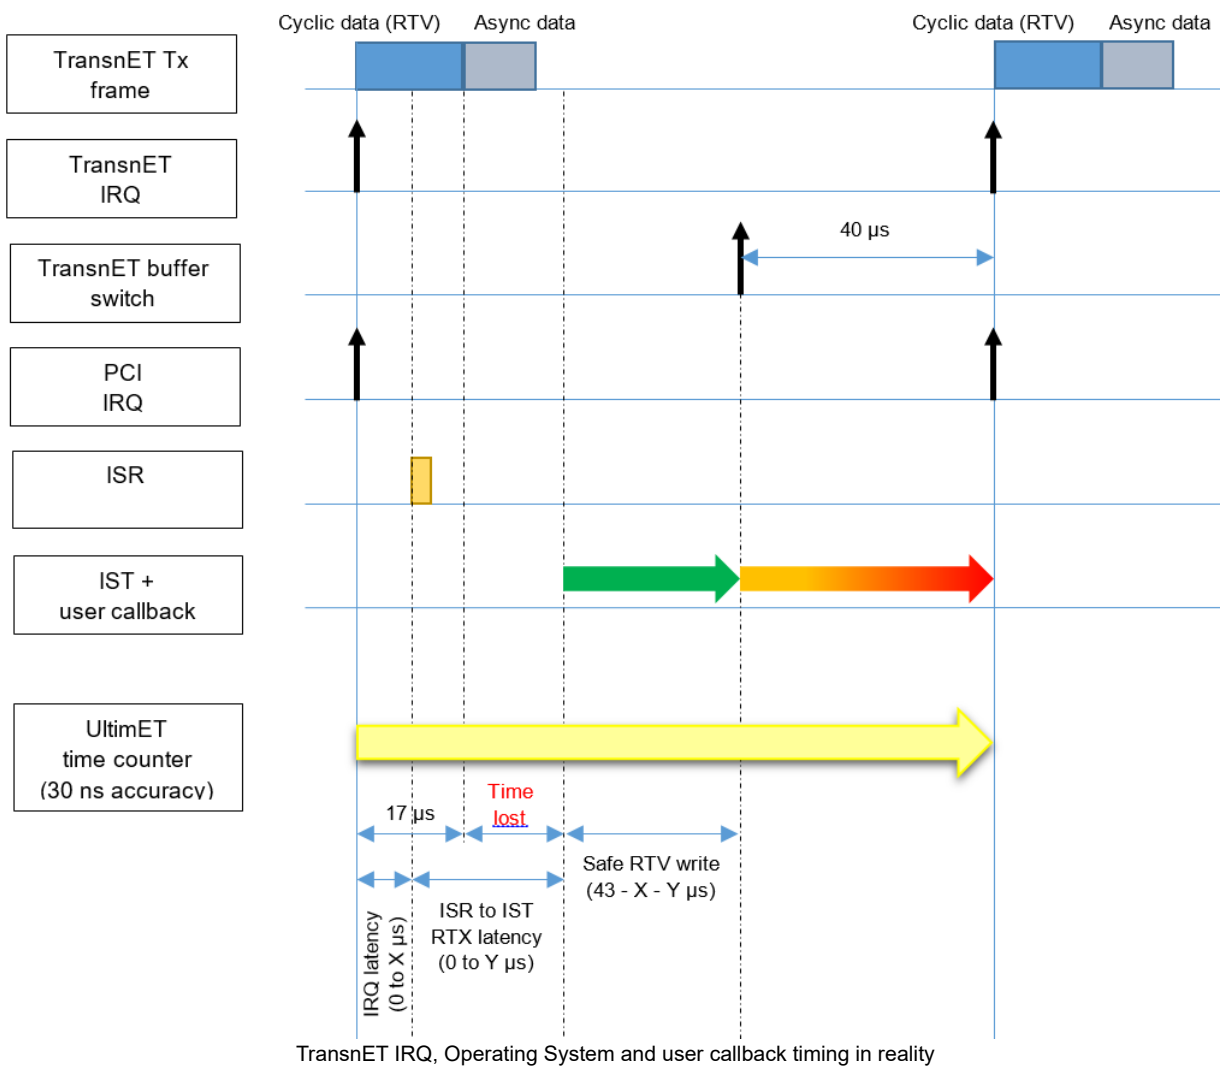 Cyclic data (RTV)
Async data
Cyclic data (RTV)
Async data
TransnET Tx
frame
TransnET
IRQ
TransnET buffer
switch
40 µs
PCI
IRQ
ISR
IST +
user callback
UltimET
time counter
(30 ns accuracy)
17 µs
Time
lost
Safe RTV write
(43 - X - Y µs)
IRQ latency
(0 to X µs)
ISR to IST
RTX latency
(0 to Y µs)
TransnET IRQ, Operating System and user callback timing in reality